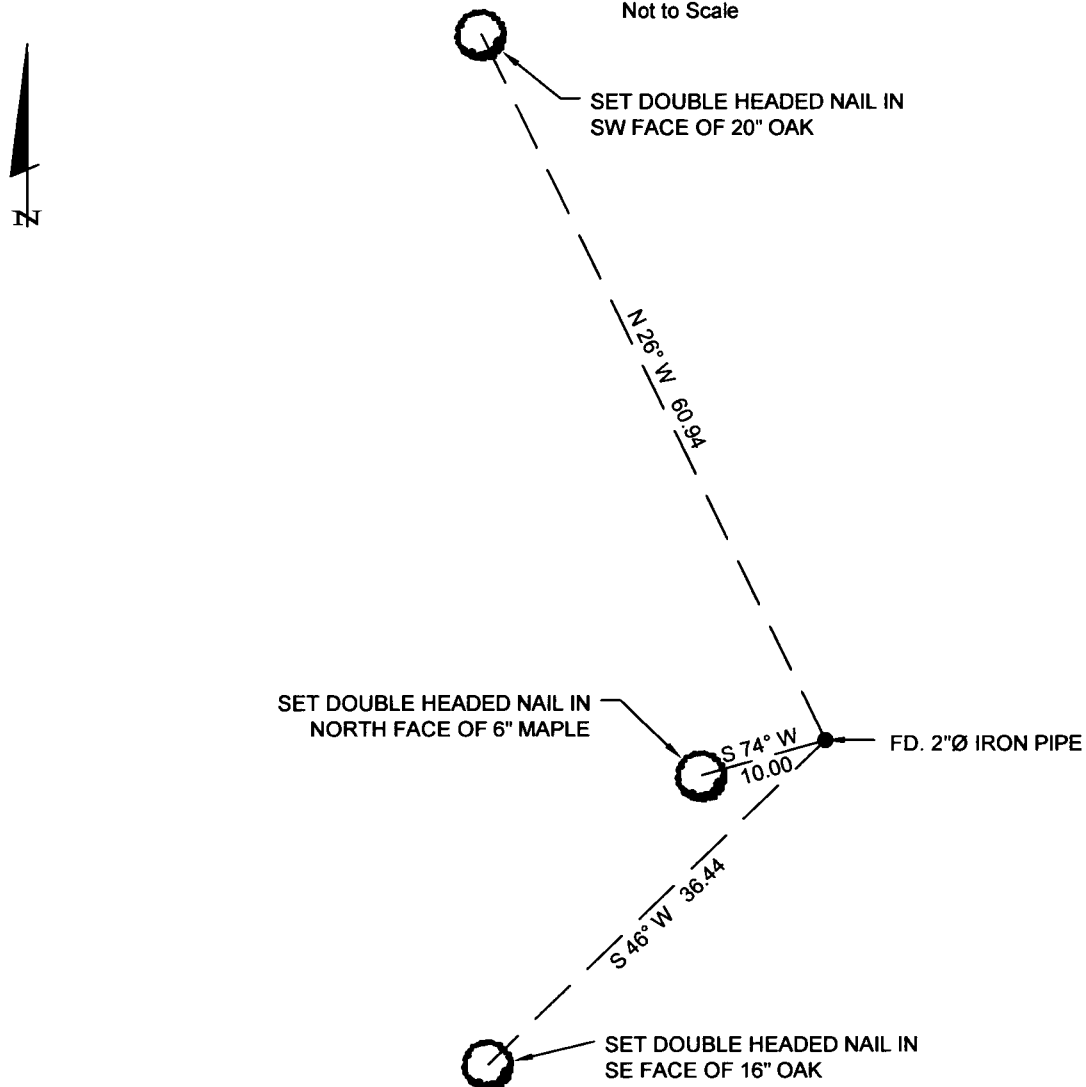 Not to Scale
SET DOUBLE HEADED NAIL IN
SW FACE OF 20" OAK
N
N 26° W 60.94
SET DOUBLE HEADED NAIL IN
NORTH FACE OF 6" MAPLE
S 74° W
10.00
FD. 2"Ø IRON PIPE
S 46° W 36.44
SET DOUBLE HEADED NAIL IN
SE FACE OF 16" OAK